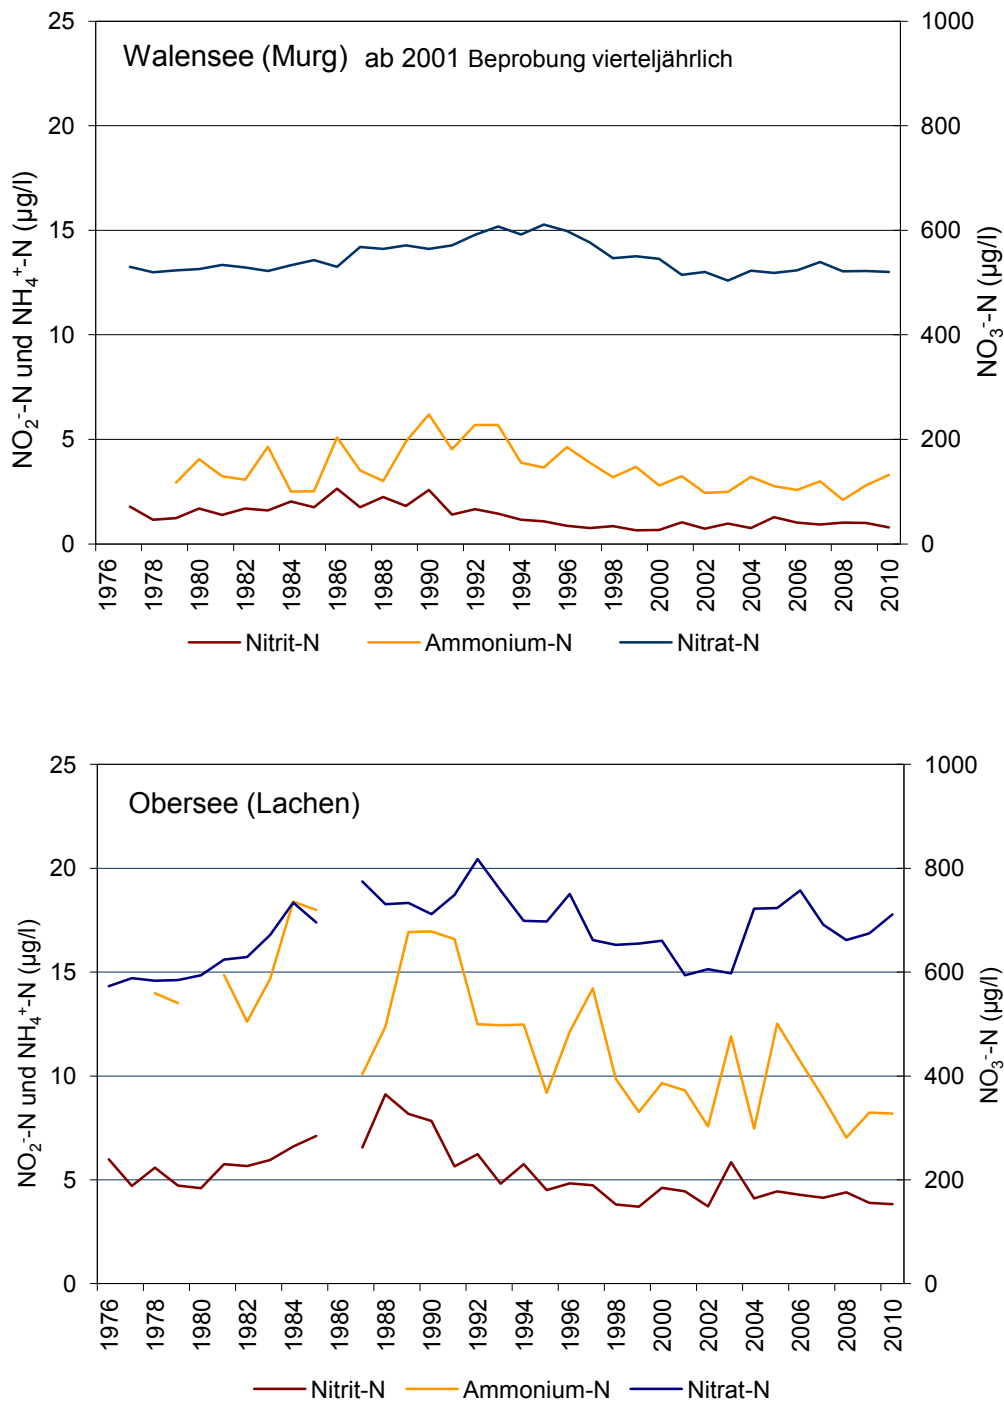 Walensee (Murg) ab 2001 Beprobung vierteljährlich
NO₂⁻-N und NH₄⁺-N (µg/l)
25
20
15
10
5
0
1000
800
600
400
200
0
NO₃⁻-N (µg/l)
1976 1978 1980 1982 1984 1986 1988 1990 1992 1994 1996 1998 2000 2002 2004 2006 2008 2010
Nitrit-N Ammonium-N Nitrat-N
Obersee (Lachen)
NO₂⁻-N und NH₄⁺-N (µg/l)
25
20
15
10
5
0
1000
800
600
400
200
0
NO₃⁻-N (µg/l)
1976 1978 1980 1982 1984 1986 1988 1990 1992 1994 1996 1998 2000 2002 2004 2006 2008 2010
Nitrit-N Ammonium-N Nitrat-N